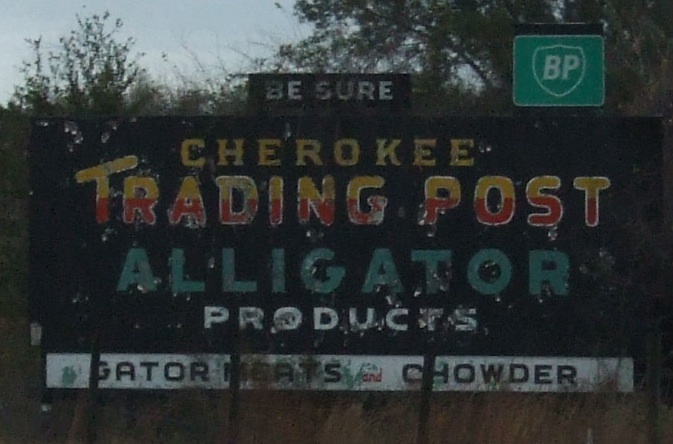 BE SURE
BP
CHEROKEE
TRADING POST
ALLIGATOR
PRODUCTS
GATOR MEATS and CHOWDER